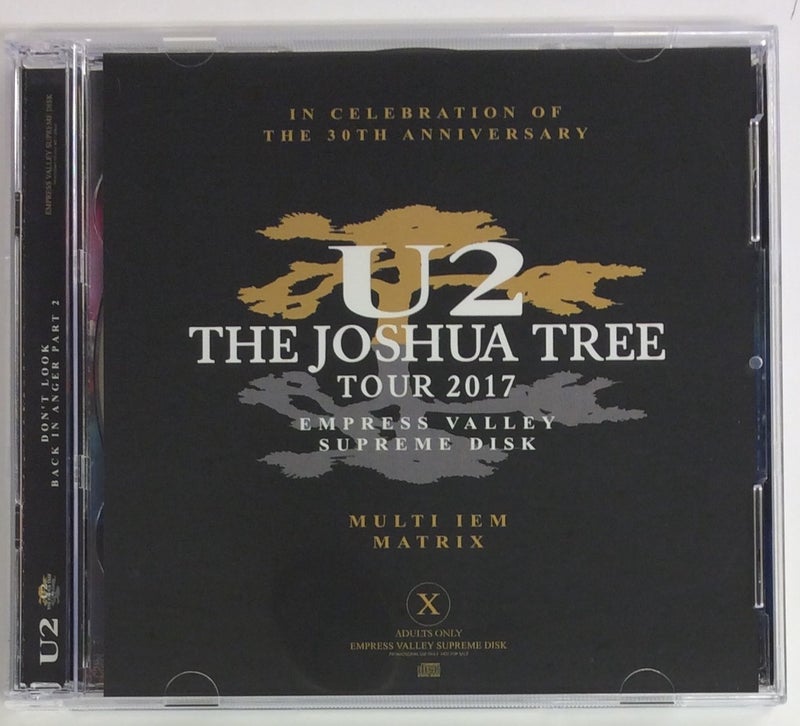 IN CELEBRATION OF
THE 30TH ANNIVERSARY
U2
THE JOSHUA TREE
TOUR 2017
EMPRESS VALLEY
SUPREME DISK
MULTI IEM
MATRIX
X
ADULTS ONLY
EMPRESS VALLEY SUPREME DISK
EMPRESS VALLEY SUPREME DISK
DON'T LOOK
BACK IN ANGER PART 2
U2